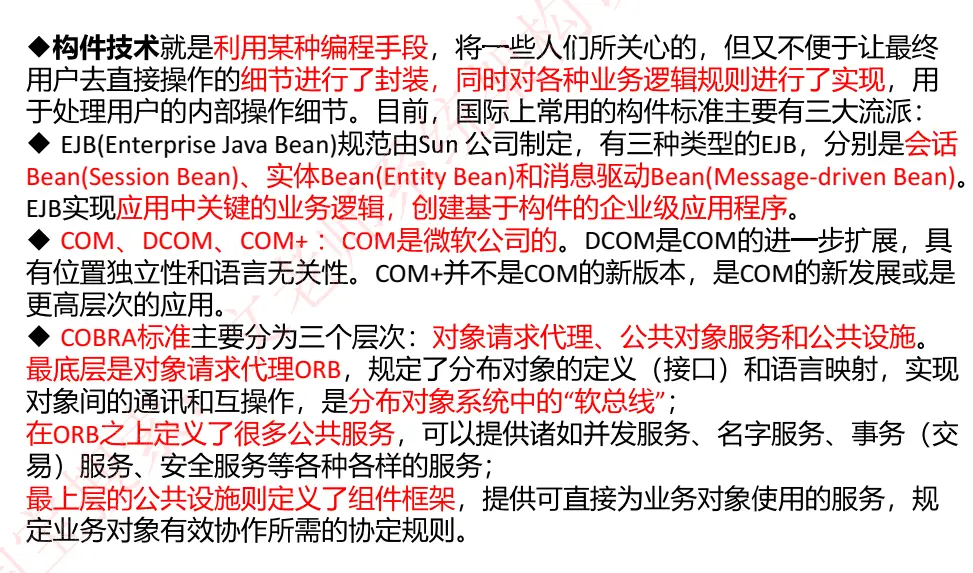 ◆构件技术就是利用某种编程手段，将一些人们所关心的，但又不便于让最终
用户去直接操作的细节进行了封装，同时对各种业务逻辑规则进行了实现，用
于处理用户的内部操作细节。目前，国际上常用的构件标准主要有三大流派：
◆ EJB(Enterprise Java Bean)规范由Sun 公司制定，有三种类型的EJB，分别是会话
Bean(Session Bean)、实体Bean(Entity Bean)和消息驱动Bean(Message-driven Bean)。
EJB实现应用中关键的业务逻辑，创建基于构件的企业级应用程序。
◆ COM、DCOM、COM+：COM是微软公司的。DCOM是COM的进一步扩展，具
有位置独立性和语言无关性。COM+并不是COM的新版本，是COM的新发展或是
更高层次的应用。
◆ COBRA标准主要分为三个层次：对象请求代理、公共对象服务和公共设施。
最底层是对象请求代理ORB，规定了分布对象的定义（接口）和语言映射，实现
对象间的通讯和互操作，是分布对象系统中的“软总线”；
在ORB之上定义了很多公共服务，可以提供诸如并发服务、名字服务、事务（交
易）服务、安全服务等各种各样的服务；
最上层的公共设施则定义了组件框架，提供可直接为业务对象使用的服务，规
定业务对象有效协作所需的协定规则。